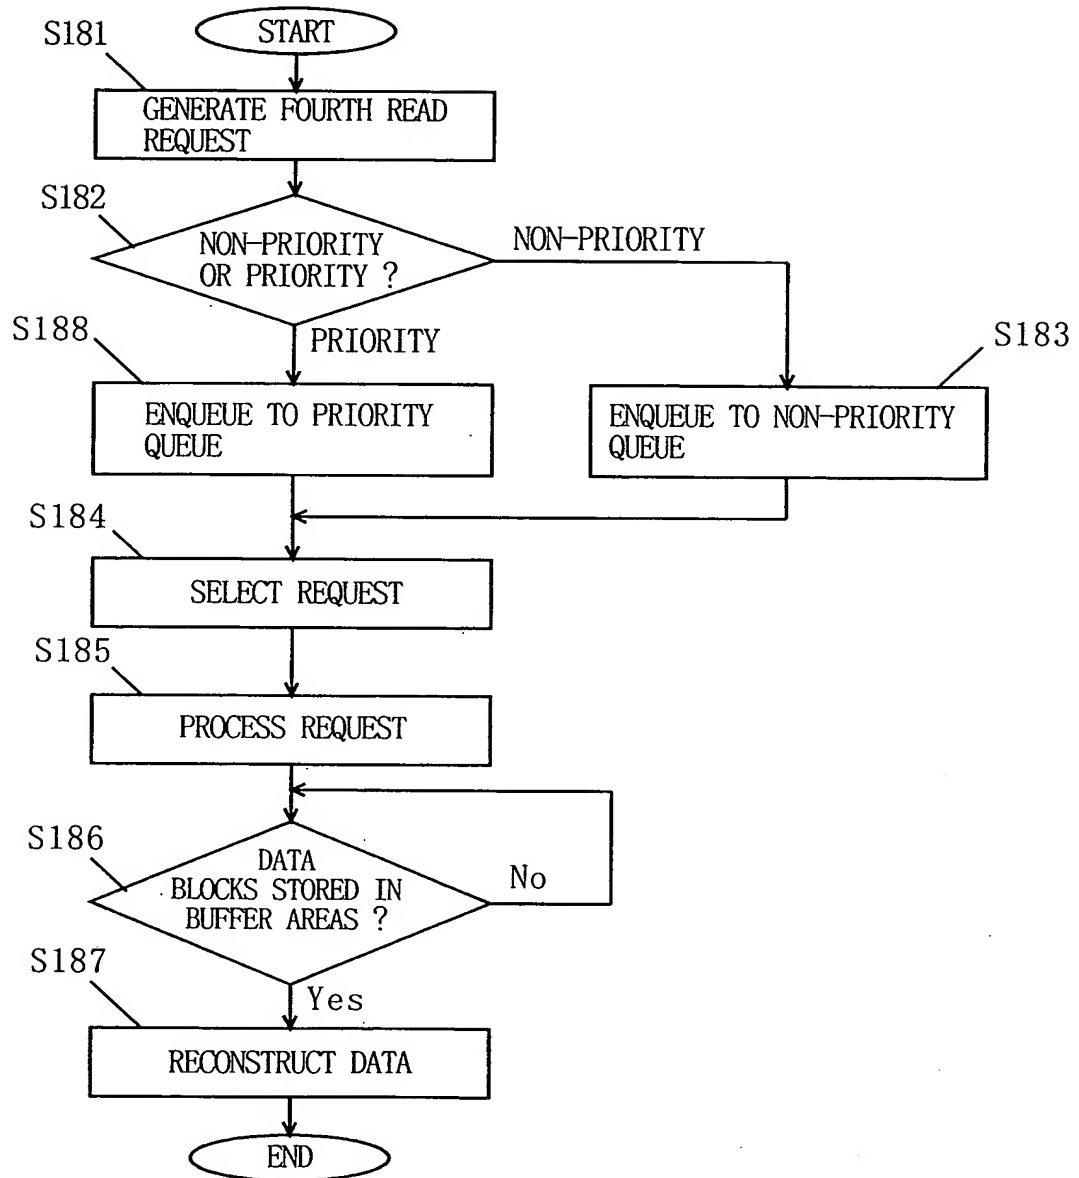 S181
START
GENERATE FOURTH READ
REQUEST
S182
NON-PRIORITY
OR PRIORITY ?
NON-PRIORITY
S188
PRIORITY
S183
ENQUEUE TO PRIORITY
QUEUE
ENQUEUE TO NON-PRIORITY
QUEUE
S184
SELECT REQUEST
S185
PROCESS REQUEST
S186
DATA
BLOCKS STORED IN
BUFFER AREAS ?
No
S187
Yes
RECONSTRUCT DATA
END